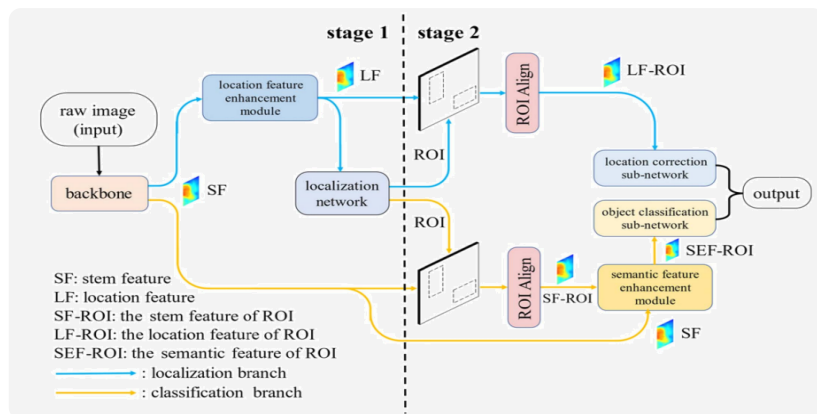 stage 1
stage 2
LF
LF-ROI
location feature
enhancement
module
raw image
(input)
ROI Align
ROI
location correction
sub-network
backbone
SF
localization
network
output
object classification
sub-network
ROI
SEF-ROI
SF: stem feature
LF: location feature
SF-ROI: the stem feature of ROI
LF-ROI: the location feature of ROI
SEF-ROI: the semantic feature of ROI
: localization branch
: classification branch
ROI Align
SF-ROI
semantic feature
enhancement
module
SF